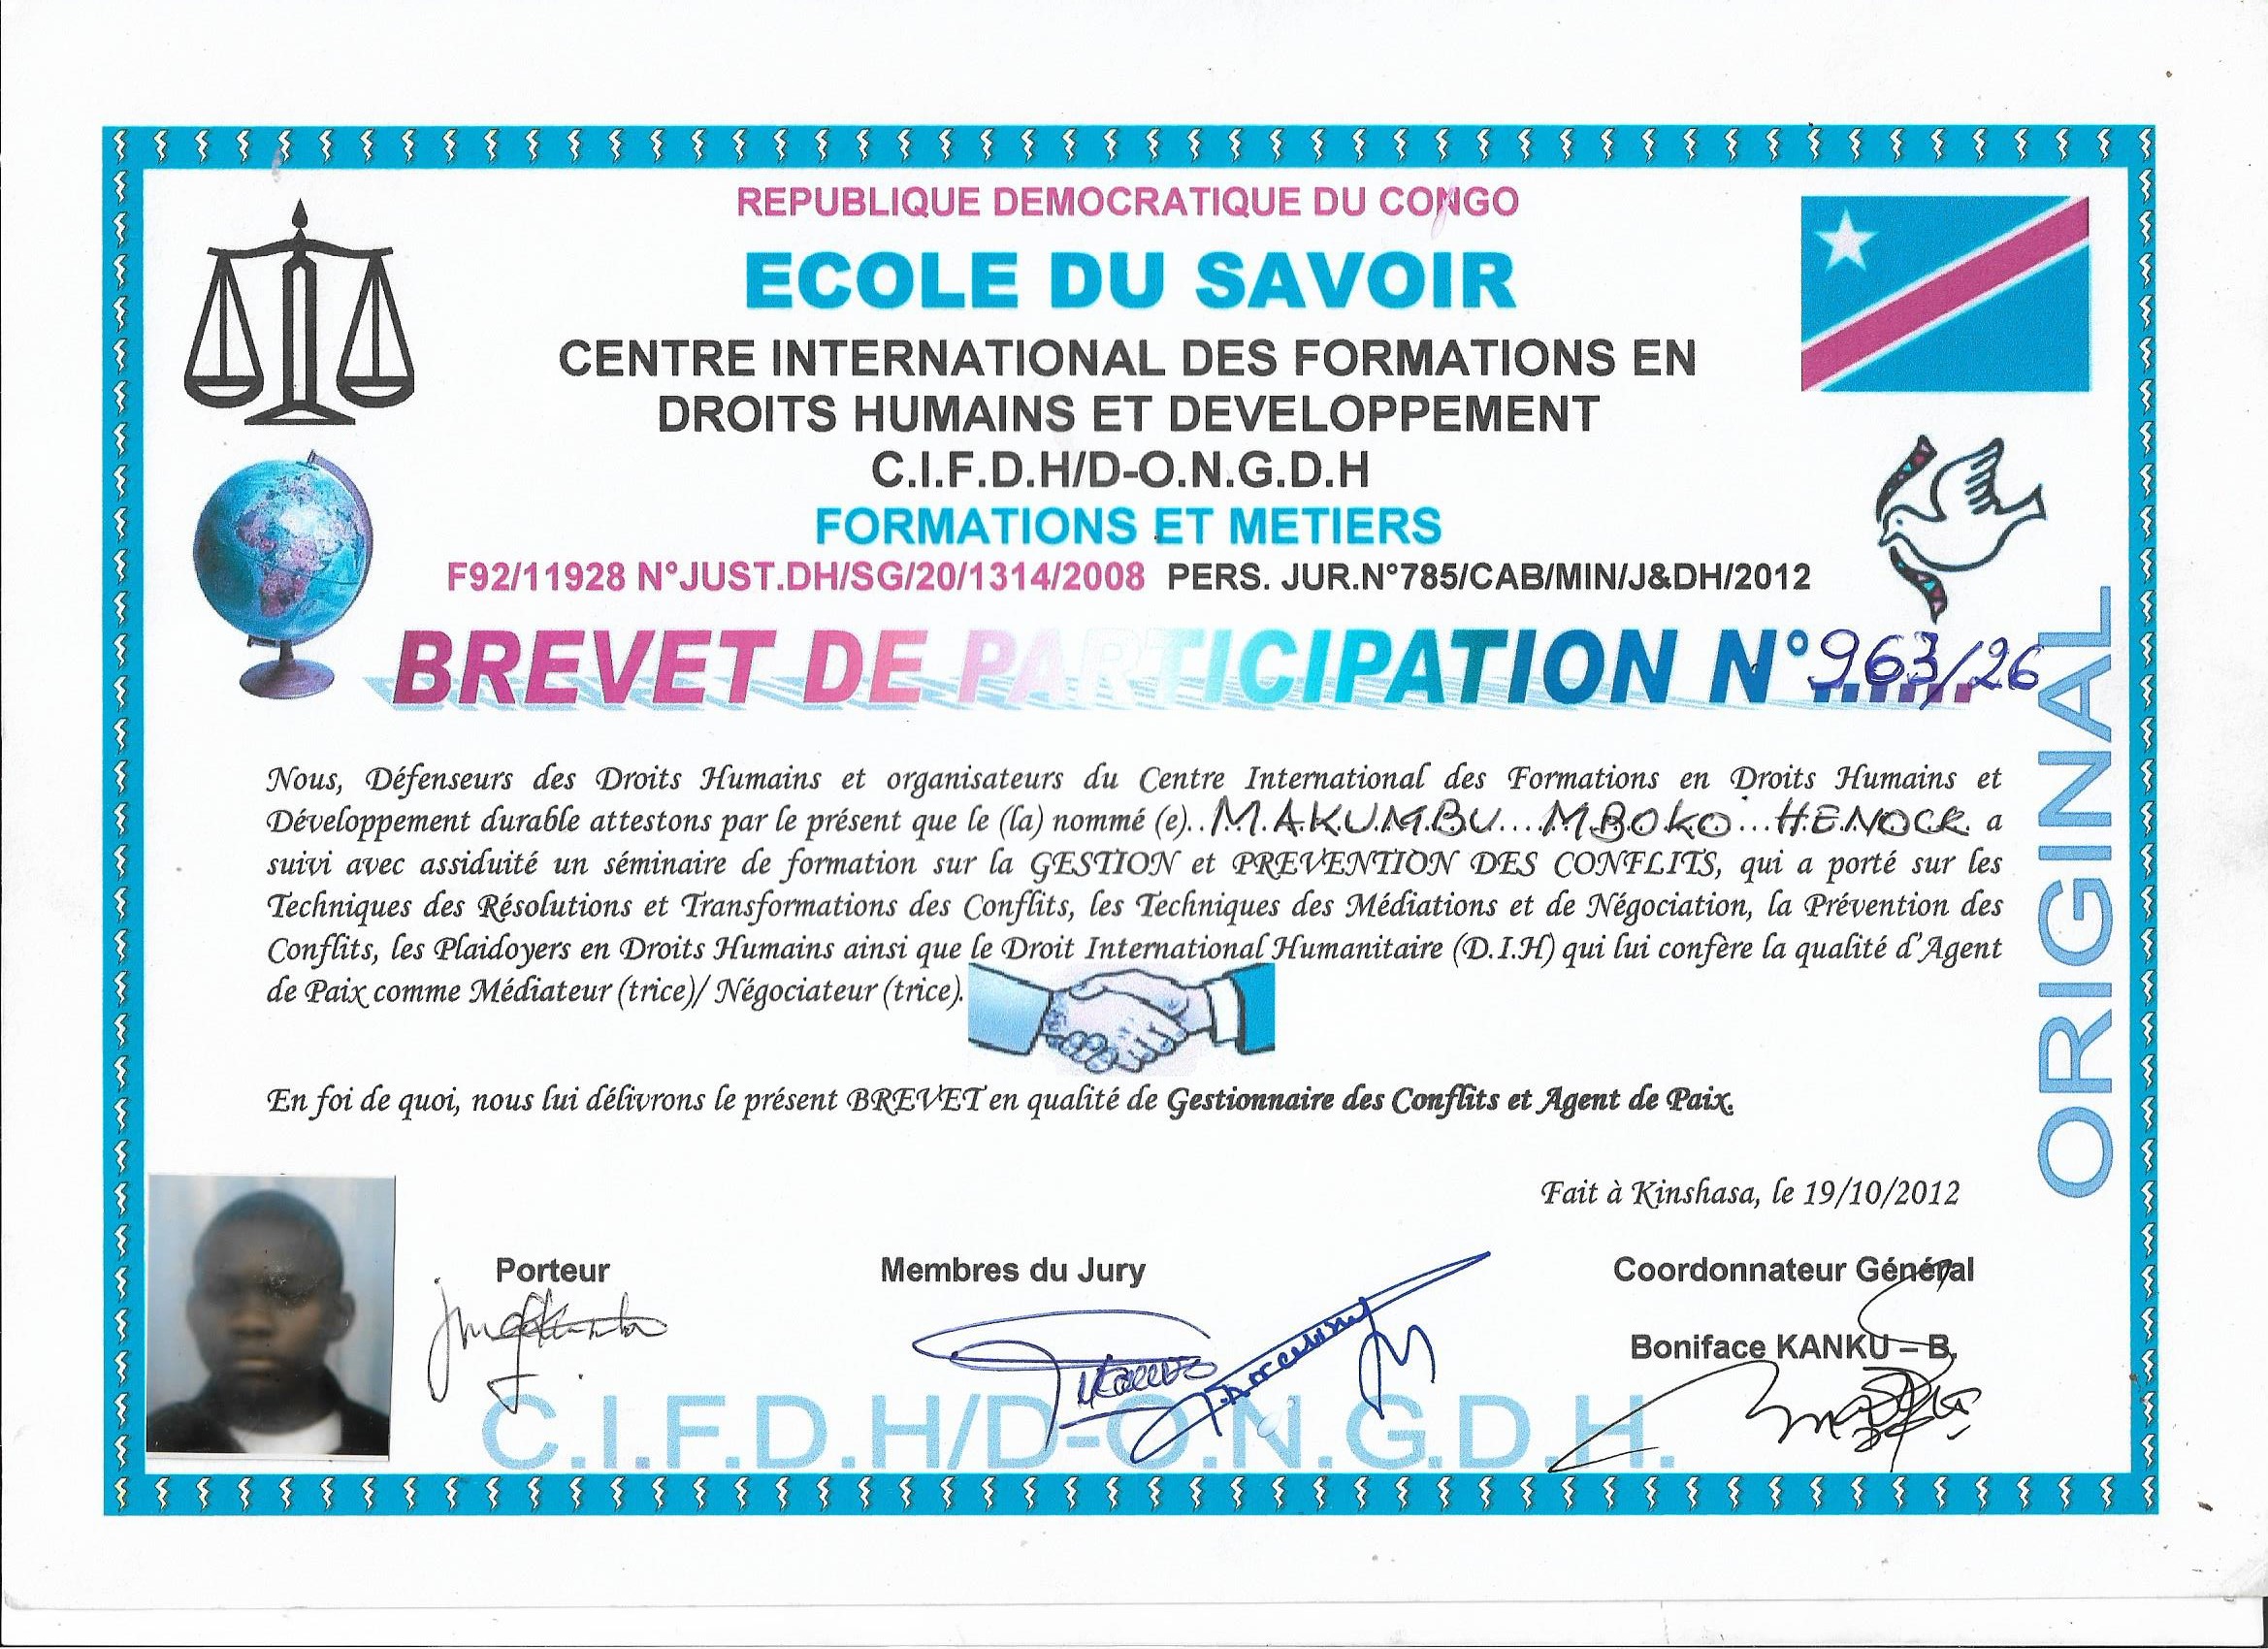 REPUBLIQUE DEMOCRATIQUE DU CONGO
ECOLE DU SAVOIR
CENTRE INTERNATIONAL DES FORMATIONS EN
DROITS HUMAINS ET DEVELOPPEMENT
C.I.F.D.H/D-O.N.G.D.H
FORMATIONS ET METIERS
F92/11928 N°JUST.DH/SG/20/1314/2008 PERS. JUR.N°785/CAB/MIN/J&DH/2012
BREVET DE PARTICIPATION N° 963/26
ORIGINAL
Nous, Défenseurs des Droits Humains et organisateurs du Centre International des Formations en Droits Humains et
Développement durable attestons par le présent que le (la) nommé (e)..MAKUMBU....MBOKO...HENOCK. a
suivi avec assiduité un séminaire de formation sur la GESTION et PREVENTION DES CONFLITS, qui a porté sur les
Techniques des Résolutions et Transformations des Conflits, les Techniques des Médiations et de Négociation, la Prévention des
Conflits, les Plaidoyers en Droits Humains ainsi que le Droit International Humanitaire (D.I.H) qui lui confère la qualité d'Agent
de Paix comme Médiateur (trice)/ Négociateur (trice).
En foi de quoi, nous lui délivrons le présent BREVET en qualité de Gestionnaire des Conflits et Agent de Paix.
Fait à Kinshasa, le 19/10/2012
Porteur
Membres du Jury
Coordonnateur Général
Boniface KANKU – B.
C.I.F.D.H/D-O.N.G.D.H.